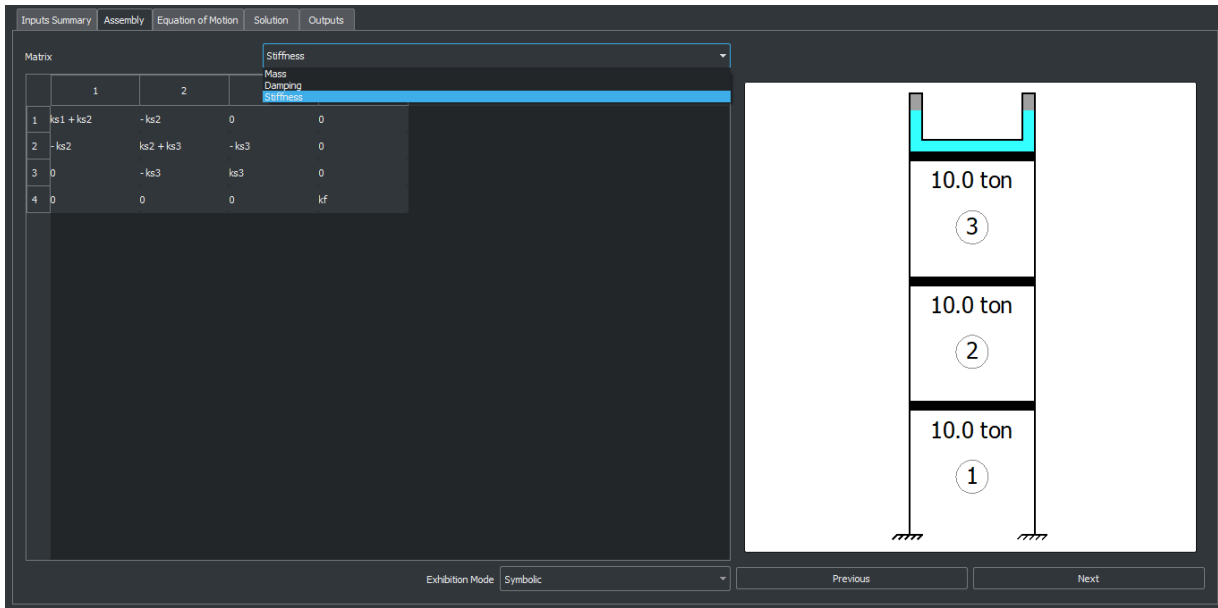 Inputs Summary Assembly Equation of Motion Solution Outputs
Matrix Stiffness
Mass
Damping
Stiffness
1 2
1 ks1 + ks2 - ks2 0 0
2 - ks2 ks2 + ks3 - ks3 0
3 0 - ks3 ks3 0
4 0 0 0 kf
10.0 ton
3
10.0 ton
2
10.0 ton
1
Exhibition Mode Symbolic Previous Next